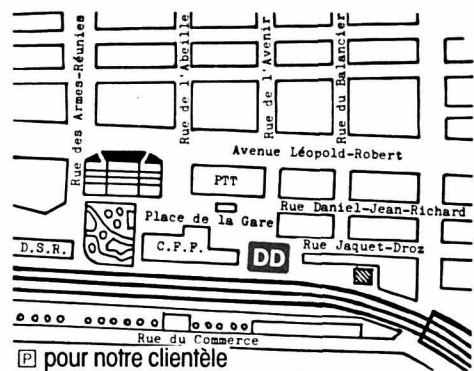 Rue des Armes-Réunies
Rue de l'Abeille
Rue de l'Avenir
Rue du Balancier
Avenue Léopold-Robert
PTT
Rue Daniel-Jean-Richard
Place de la Gare
Rue Jaquet-Droz
D.S.R.
C.F.F.
DD
Rue du Commerce
P pour notre clientèle